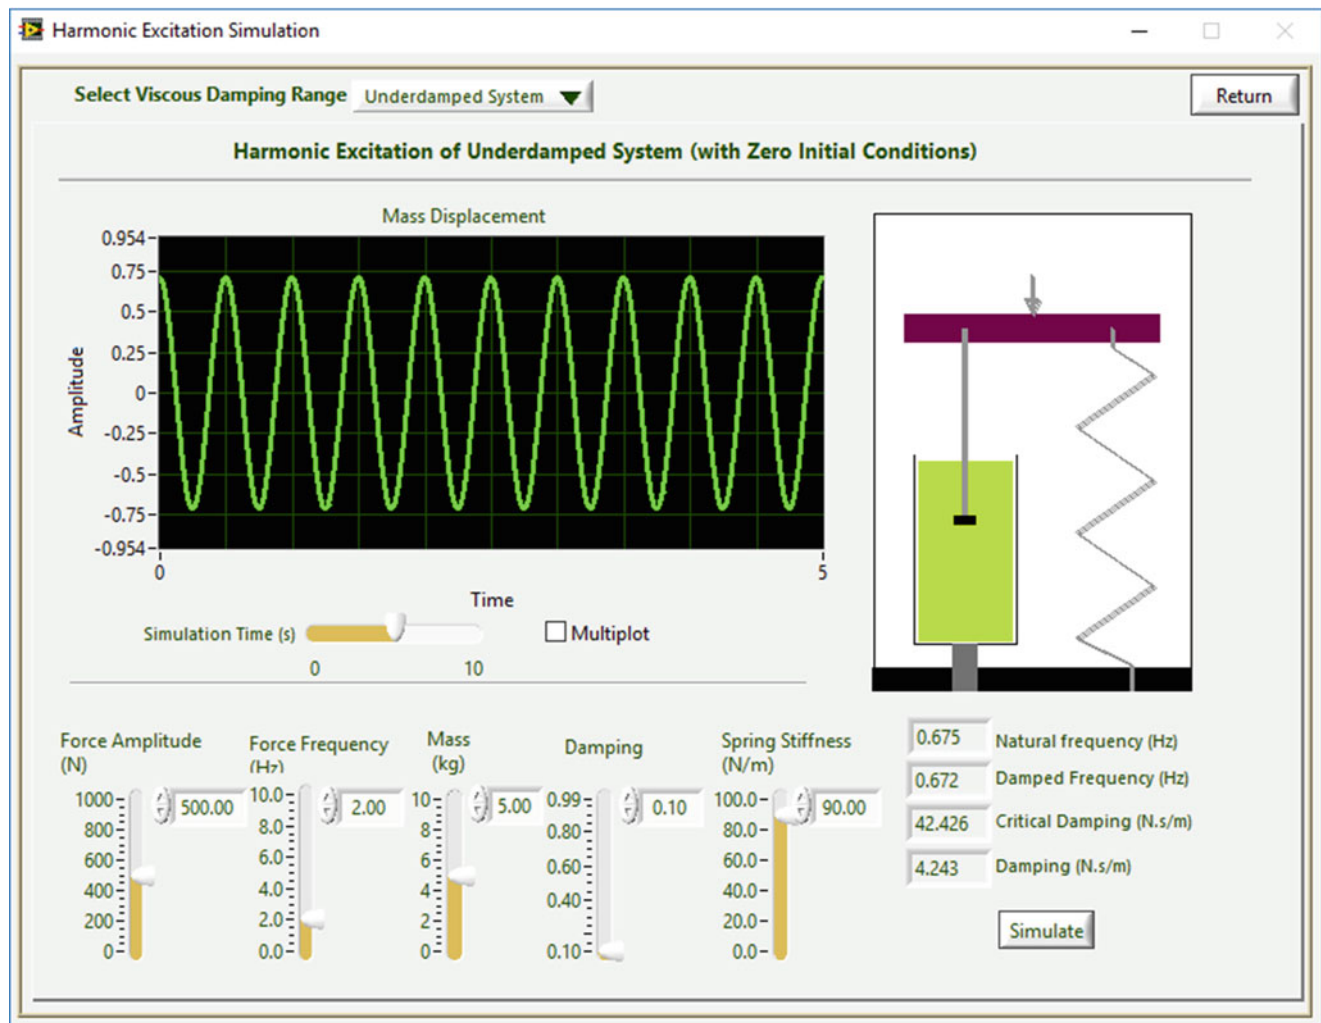 Harmonic Excitation Simulation
Select Viscous Damping Range Underdamped System
Return
Harmonic Excitation of Underdamped System (with Zero Initial Conditions)
Mass Displacement
Amplitude
0.954
0.75
0.5
0.25
0
-0.25
-0.5
-0.75
-0.954
0 5
Time
Simulation Time (s)
0 10
Multiplot
Force Amplitude
(N)
1000
800
600
400
200
0
500.00
Force Frequency
(Hz)
10.0
8.0
6.0
4.0
2.0
0.0
2.00
Mass
(kg)
10
8
6
4
2
0
5.00
Damping
0.99
0.80
0.60
0.40
0.10
0.10
Spring Stiffness
(N/m)
100.0
80.0
60.0
40.0
20.0
0.0
90.00
0.675 Natural frequency (Hz)
0.672 Damped Frequency (Hz)
42.426 Critical Damping (N.s/m)
4.243 Damping (N.s/m)
Simulate